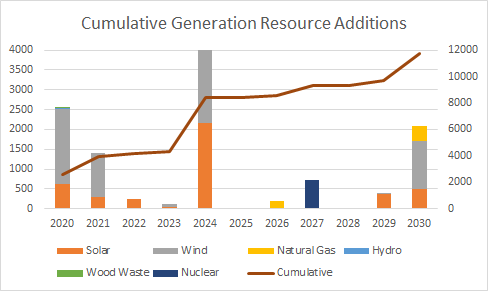 Cumulative Generation Resource Additions
4000 12000
3500
3000 10000
2500 8000
2000 6000
1500
1000 4000
500 2000
0 0
2020 2021 2022 2023 2024 2025 2026 2027 2028 2029 2030
Solar Wind Natural Gas Hydro
Wood Waste Nuclear Cumulative